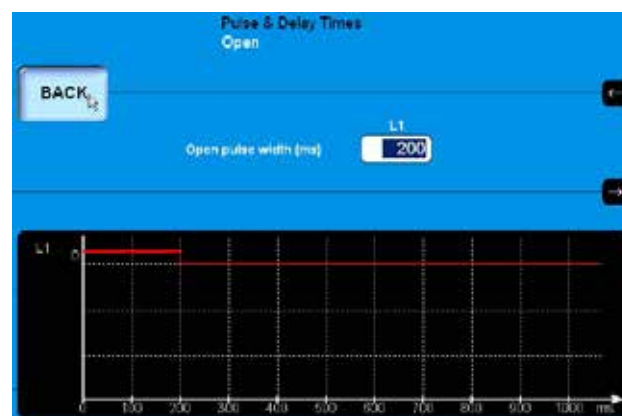 Pulse & Delay Times
Open
BACK
L1
Open pulse width (ms) 200
L1 0
0 100 200 300 400 500 600 700 800 900 1000 ms